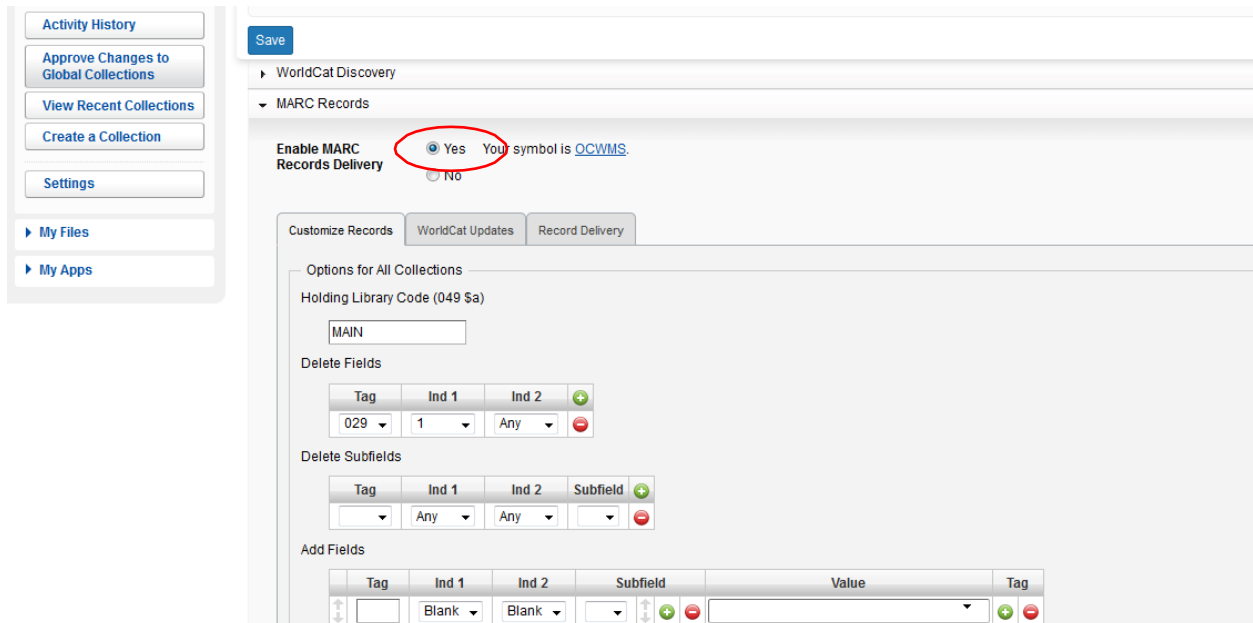 Activity History
Approve Changes to
Global Collections
View Recent Collections
Create a Collection
Settings
My Files
My Apps
Save
WorldCat Discovery
MARC Records
Enable MARC
Records Delivery
Yes Your symbol is OCWMS.
No
Customize Records WorldCat Updates Record Delivery
Options for All Collections
Holding Library Code (049 $a)
MAIN
Delete Fields
Tag Ind 1 Ind 2
029 1 Any
Delete Subfields
Tag Ind 1 Ind 2 Subfield
Any Any
Add Fields
Tag Ind 1 Ind 2 Subfield Value Tag
Blank Blank